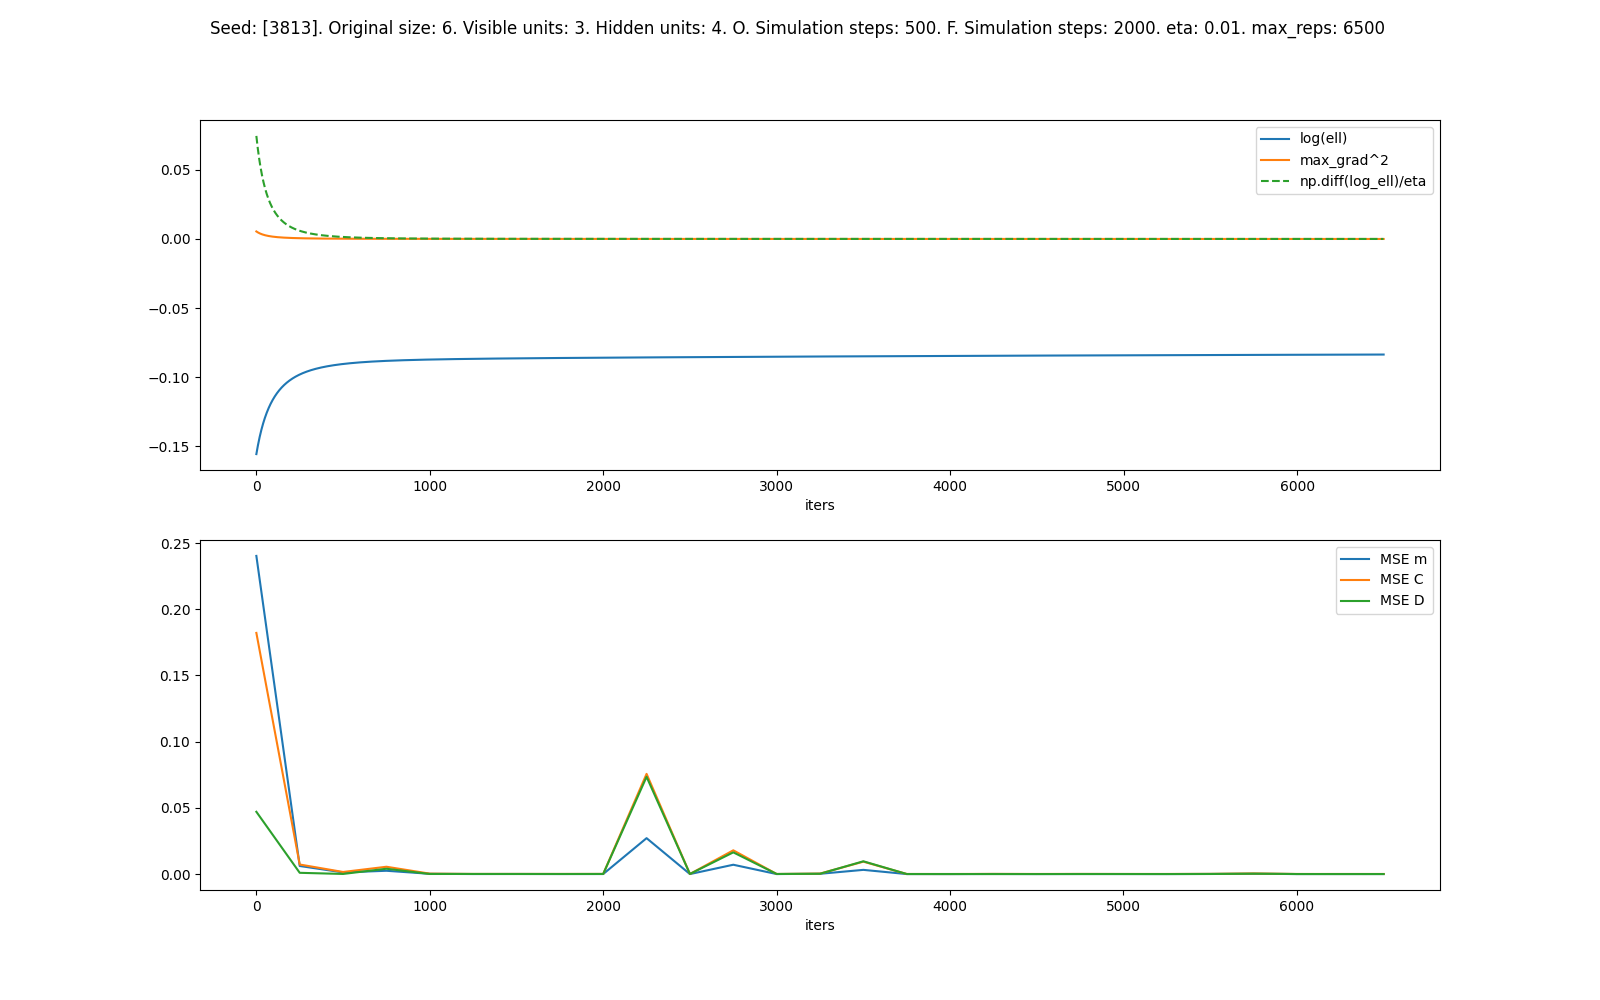 Seed: [3813]. Original size: 6. Visible units: 3. Hidden units: 4. O. Simulation steps: 500. F. Simulation steps: 2000. eta: 0.01. max_reps: 6500
log(ell)
max_grad^2
np.diff(log_ell)/eta
0.05
0.00
−0.05
−0.10
−0.15
0 1000 2000 3000 4000 5000 6000
iters
MSE m
MSE C
MSE D
0.25
0.20
0.15
0.10
0.05
0.00
0 1000 2000 3000 4000 5000 6000
iters